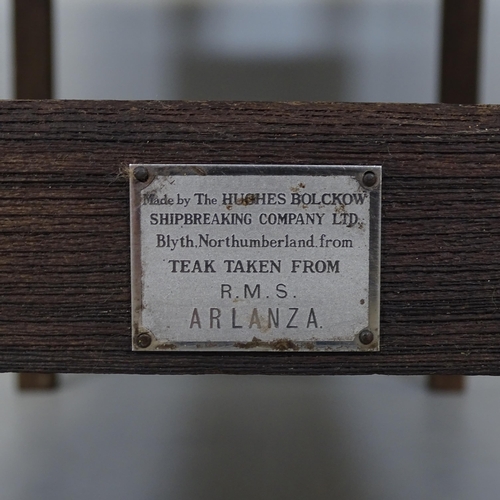 Made by The HUGHES BOLCKOW
SHIPBREAKING COMPANY LTD.
Blyth, Northumberland. from
TEAK TAKEN FROM
R.M.S.
ARLANZA.